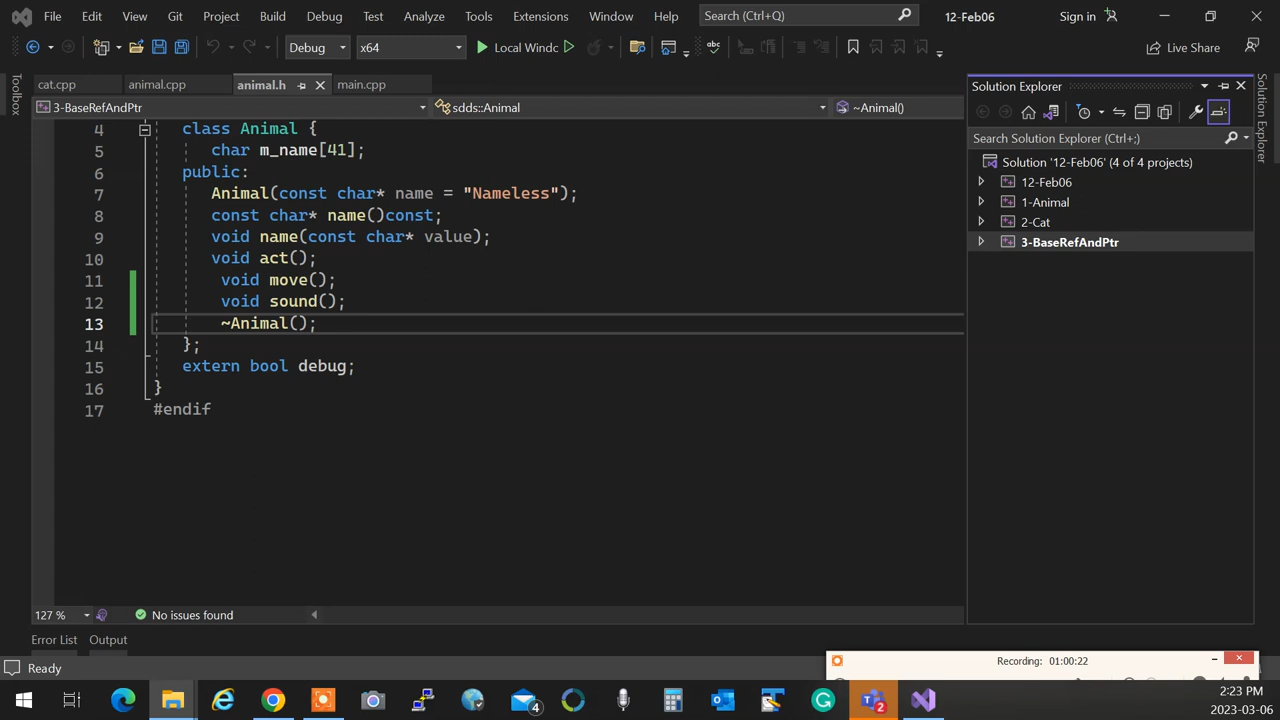 File Edit View Git Project Build Debug Test Analyze Tools Extensions Window Help Search (Ctrl+Q) 12-Feb06 Sign in
Debug x64 Local Windc Live Share
Toolbox
cat.cpp animal.cpp animal.h main.cpp
3-BaseRefAndPtr sdds::Animal ~Animal()
4 class Animal {
5 char m_name[41];
6 public:
7 Animal(const char* name = "Nameless");
8 const char* name()const;
9 void name(const char* value);
10 void act();
11 void move();
12 void sound();
13 ~Animal();
14 };
15 extern bool debug;
16 }
17 #endif
127 % No issues found
Error List Output
Ready
Solution Explorer
Search Solution Explorer (Ctrl+;)
Solution '12-Feb06' (4 of 4 projects)
12-Feb06
1-Animal
2-Cat
3-BaseRefAndPtr
Solution Explorer
Recording: 01:00:22
4
2
2:23 PM
2023-03-06